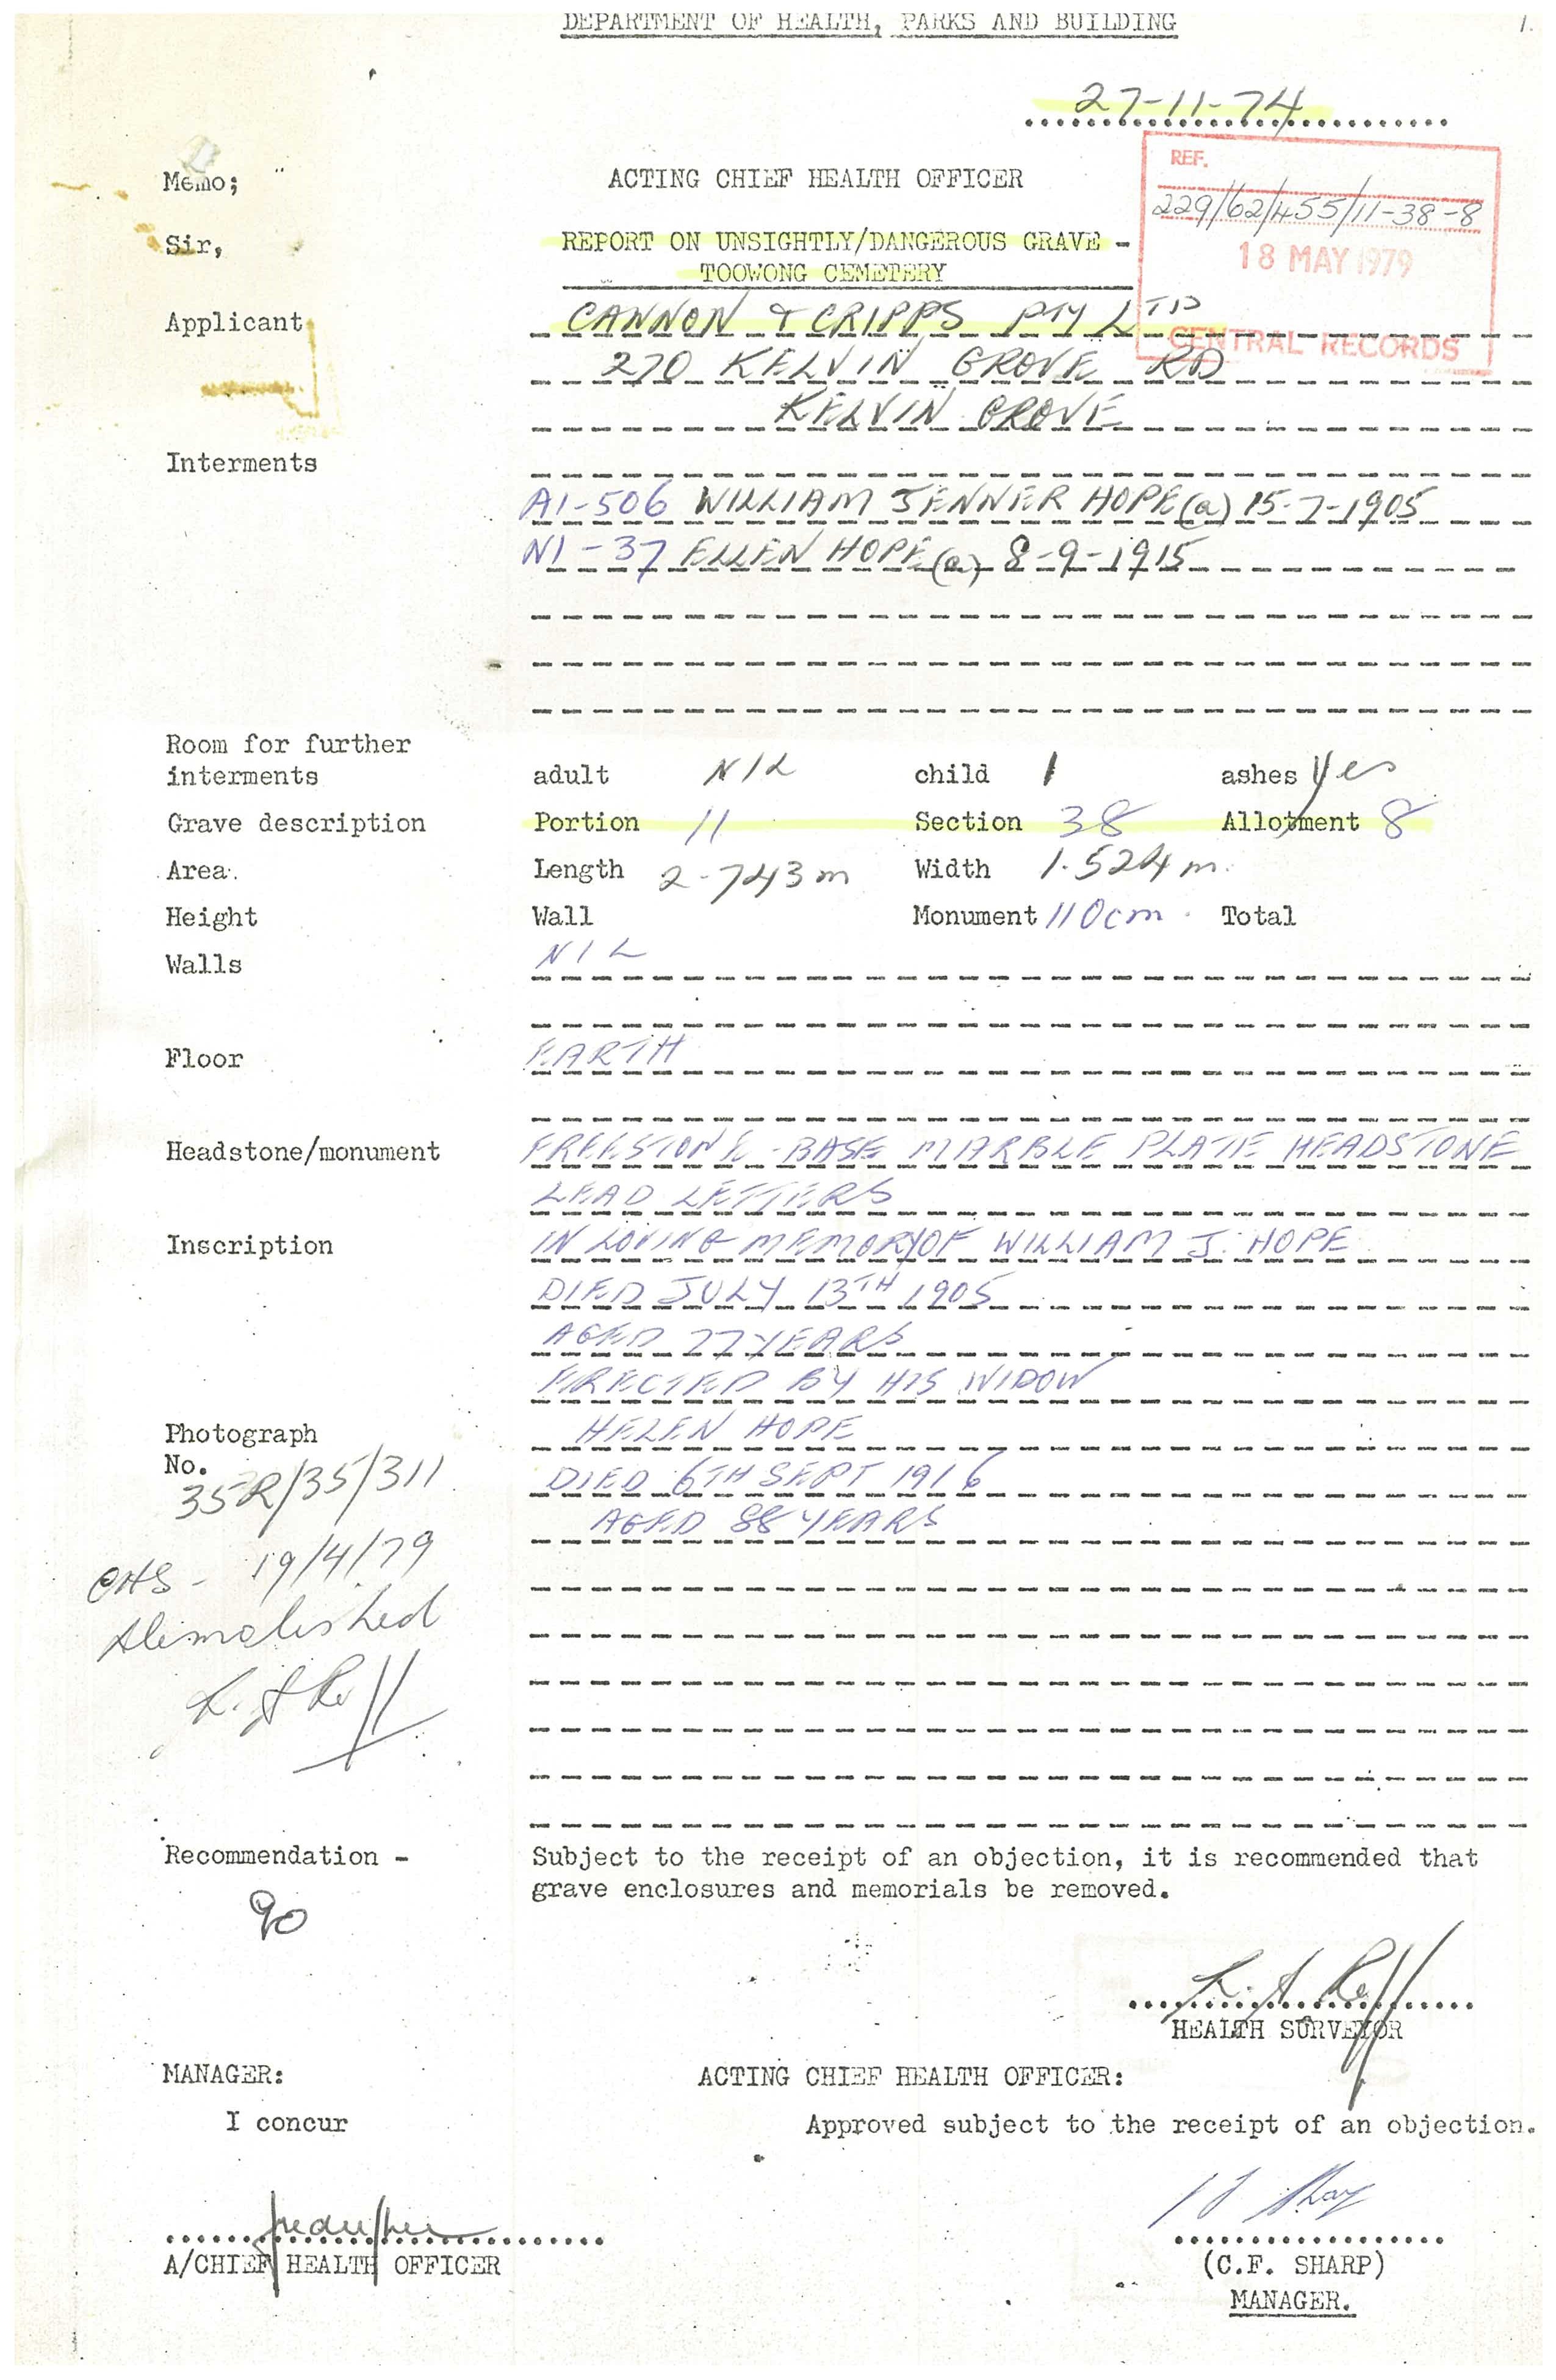 DEPARTMENT OF HEALTH, PARKS AND BUILDING
1.
27-11-74
Memo;
ACTING CHIEF HEALTH OFFICER
REF.
229/62/455/11-38-8
18 MAY 1979
CENTRAL RECORDS
Sir,
REPORT ON UNSIGHTLY/DANGEROUS GRAVE -
TOOWONG CEMETERY
Applicant
CANNON & CRIPPS PTY LTD
270 KELVIN GROVE RD
KELVIN GROVE
Interments
A1-506 WILLIAM JENNER HOPE (a) 15-7-1905
N1-37 ELLEN HOPE (a) 8-9-1915
Room for further
interments adult NIL child 1 ashes Yes
Grave description Portion 11 Section 38 Allotment 8
Area. Length 2.743 m Width 1.524 m.
Height Wall Monument 110cm. Total
Walls NIL
Floor EARTH
Headstone/monument FREESTONE - BASE MARBLE PLATE HEADSTONE
LEAD LETTERS
Inscription IN LOVING MEMORY OF WILLIAM J. HOPE
DIED JULY 13TH 1905
AGED 77 YEARS
ERECTED BY HIS WIDOW
Photograph HELEN HOPE
No. 35R/35/311
DIED 6TH SEPT 1916
AGED 88 YEARS
19/4/79
demolished
Recommendation - Subject to the receipt of an objection, it is recommended that
grave enclosures and memorials be removed.
90
HEALTH SURVEYOR
MANAGER: ACTING CHIEF HEALTH OFFICER:
I concur Approved subject to the receipt of an objection.
A/CHIEF HEALTH OFFICER (C.F. SHARP)
MANAGER.